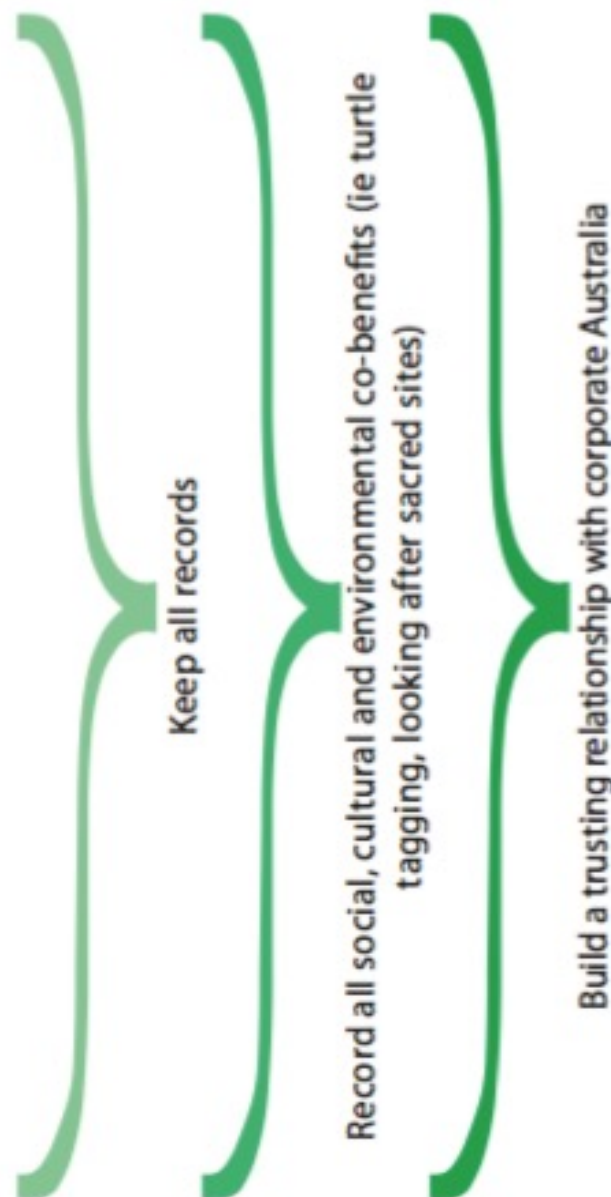 Keep all records
Record all social, cultural and environmental co-benefits (ie turtle
tagging, looking after sacred sites)
Build a trusting relationship with corporate Australia